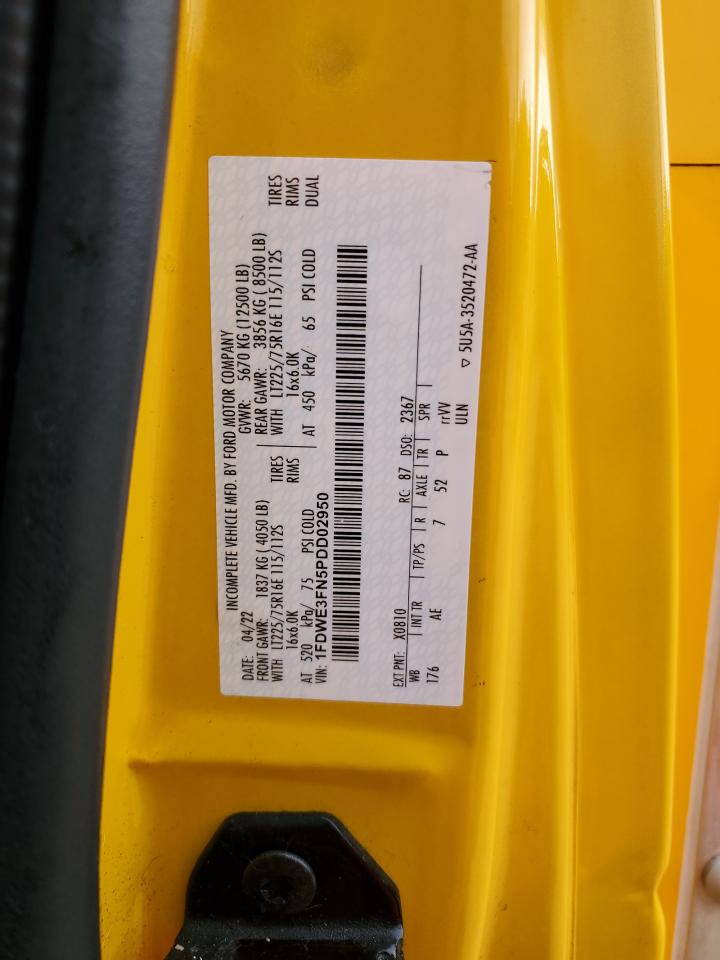 INCOMPLETE VEHICLE MFD. BY FORD MOTOR COMPANY
DATE: 04/22 GVWR: 5670 KG (12500 LB)
FRONT GAWR: 1837 KG ( 4050 LB) REAR GAWR: 3856 KG ( 8500 LB)
WITH LT225/75R16E 115/112S TIRES WITH LT225/75R16E 115/112S TIRES
16x6.0K RIMS 16x6.0K RIMS
AT 520 kPa/ 75 PSI COLD AT 450 kPa/ 65 PSI COLD DUAL
VIN: 1FDWE3FN5PDD02950
EXT PNT: X0810 RC: 87 DSO: 2367
WB INT TR TP/PS R AXLE TR SPR
176 AE 7 52 P rrVV
ULN
▽ 5U5A-3520472-AA